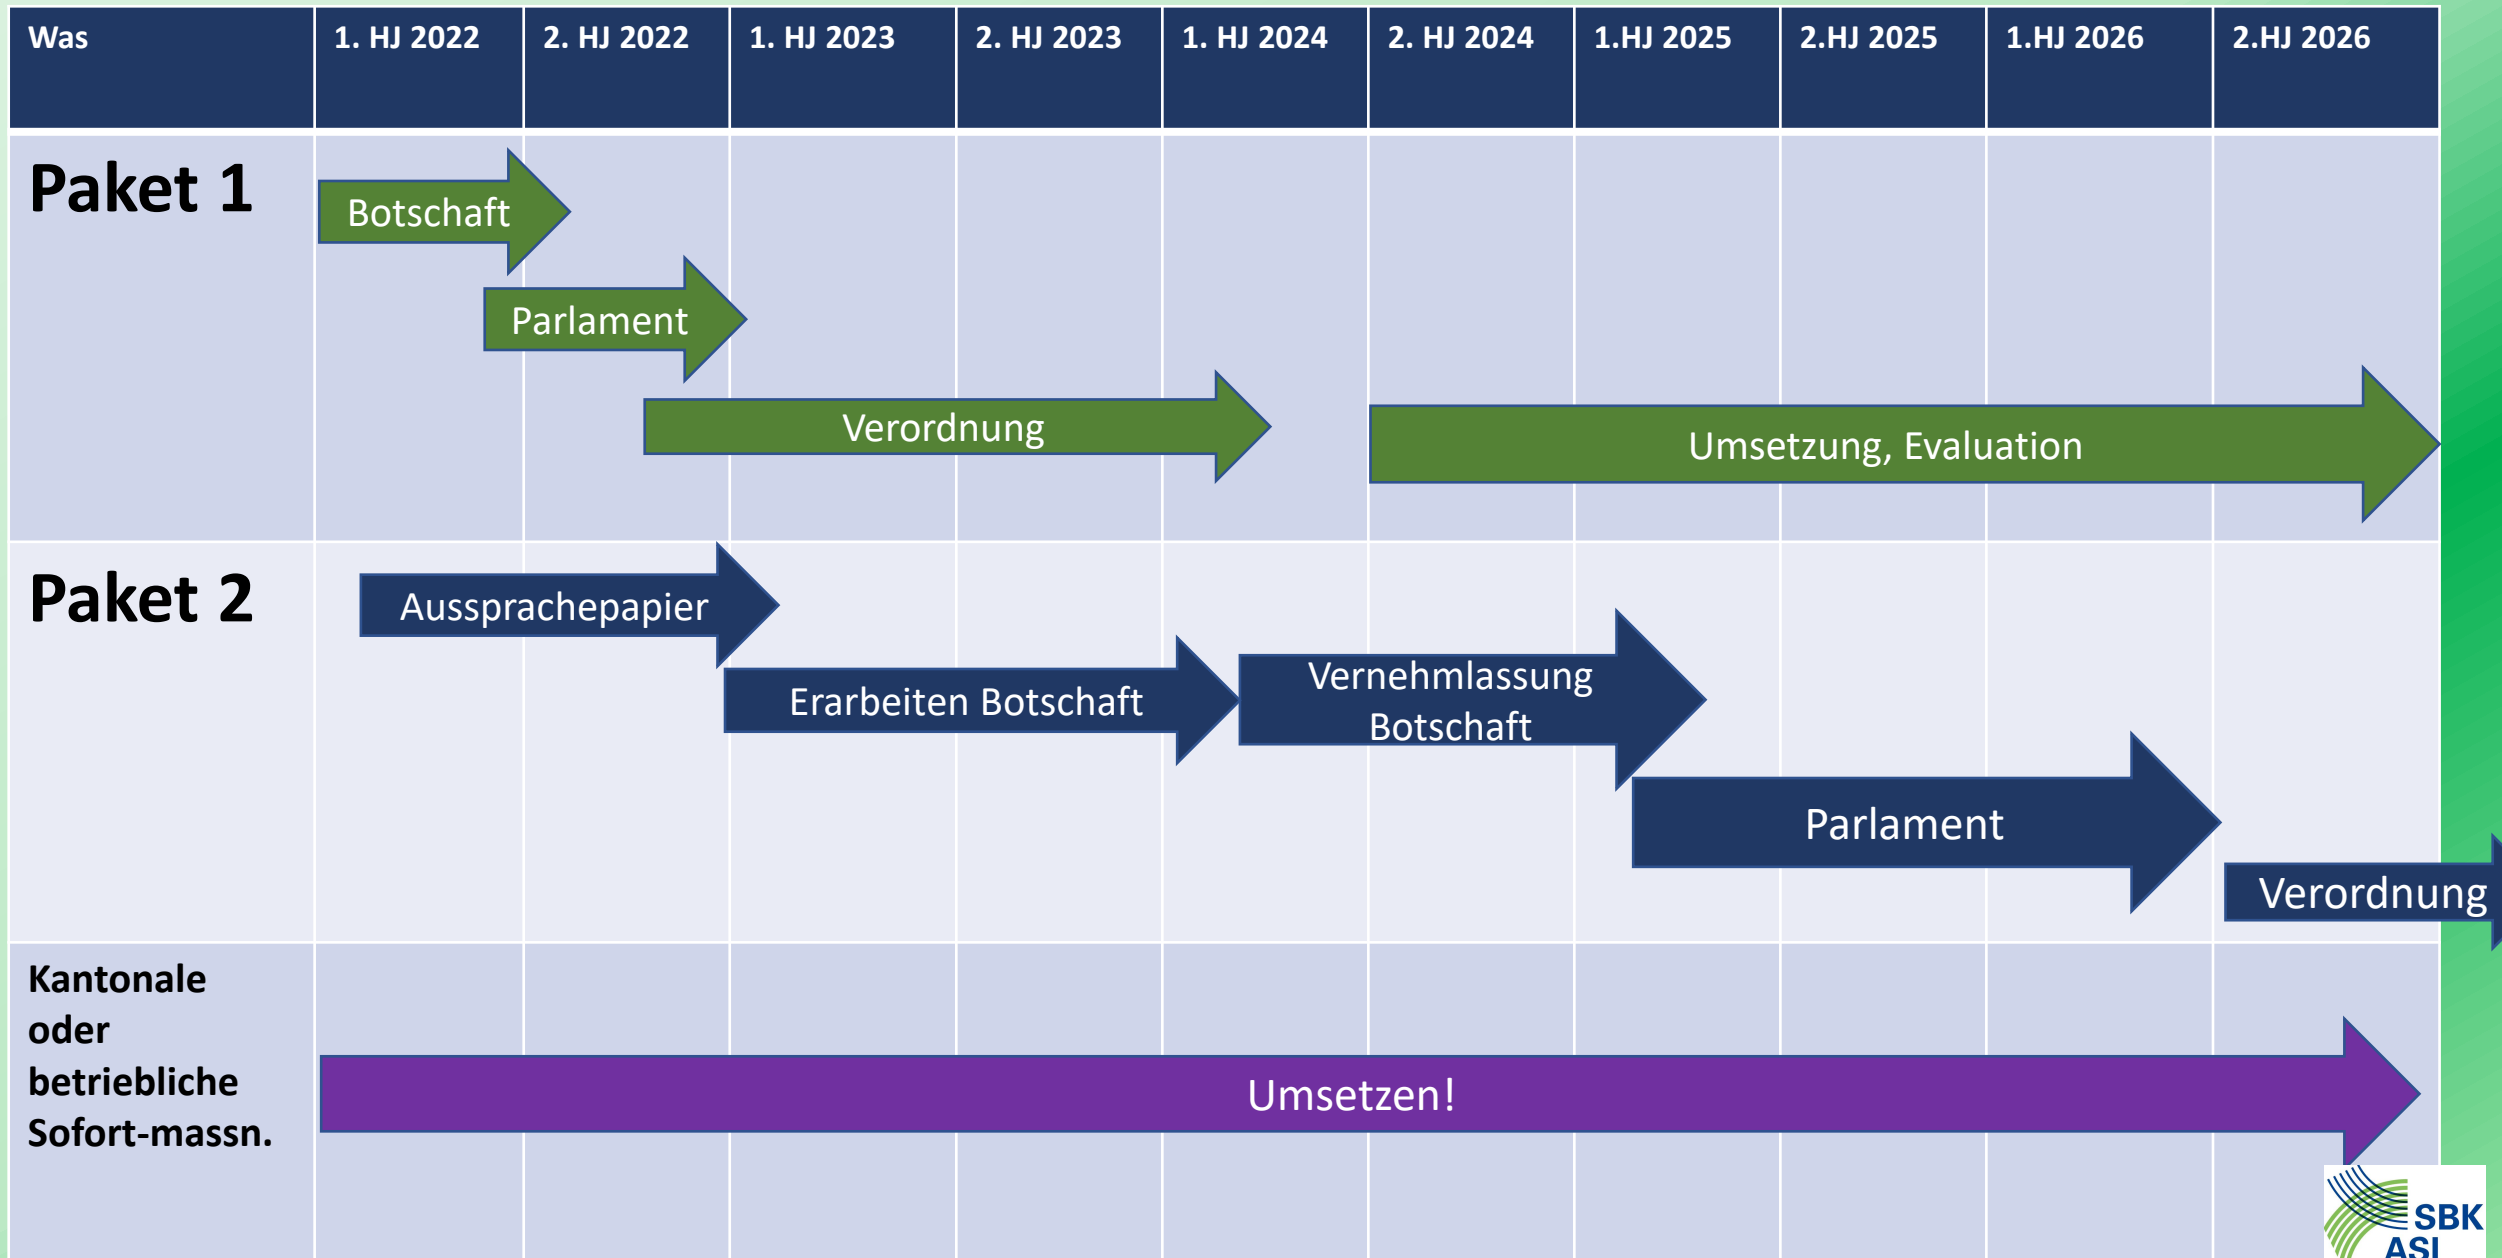 Was 1. HJ 2022 2. HJ 2022 1. HJ 2023 2. HJ 2023 1. HJ 2024 2. HJ 2024 1.HJ 2025 2.HJ 2025 1.HJ 2026 2.HJ 2026
Paket 1
Botschaft
Parlament
Verordnung
Umsetzung, Evaluation
Paket 2
Aussprachepapier
Erarbeiten Botschaft
Vernehmlassung
Botschaft
Parlament
Verordnung
Kantonale
oder
betriebliche
Sofort-massn.
Umsetzen!
SBK
ASI